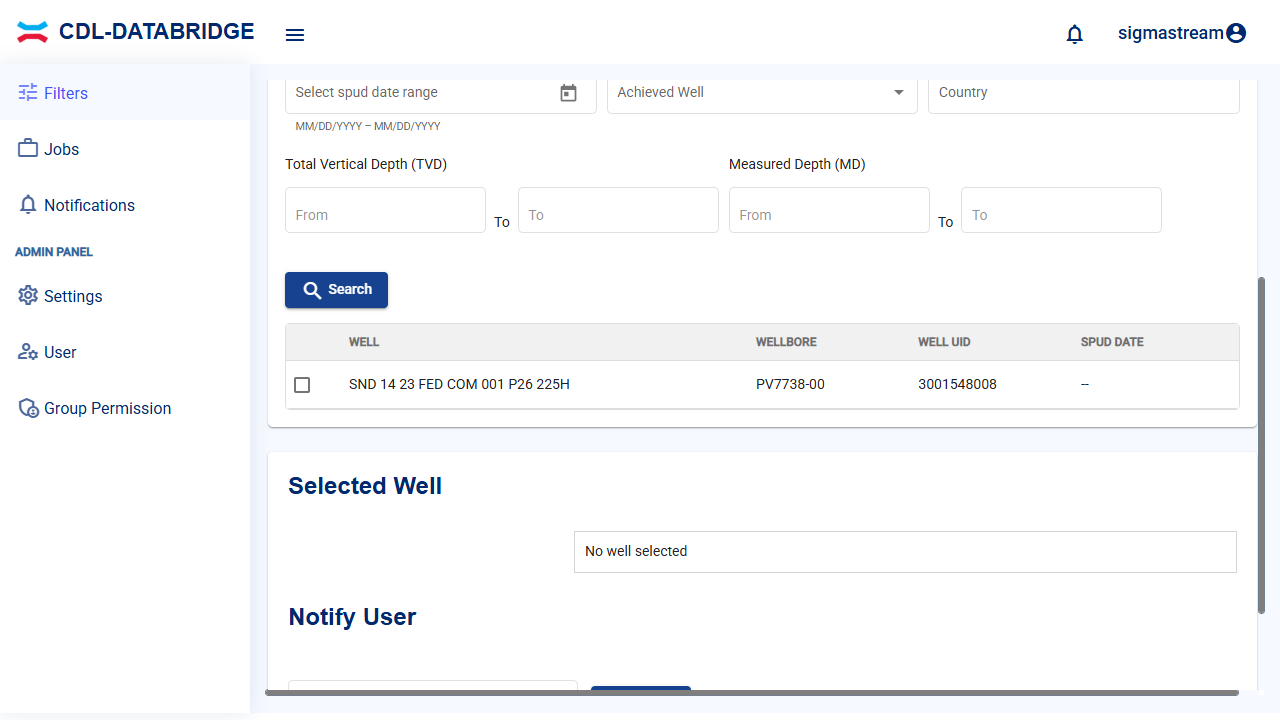 CDL-DATABRIDGE
sigmastream
Filters
Jobs
Notifications
ADMIN PANEL
Settings
User
Group Permission
Select spud date range
Achieved Well
Country
MM/DD/YYYY – MM/DD/YYYY
Total Vertical Depth (TVD)
Measured Depth (MD)
From
To
To
From
To
To
Search
WELL
WELLBORE
WELL UID
SPUD DATE
SND 14 23 FED COM 001 P26 225H
PV7738-00
3001548008
--
Selected Well
No well selected
Notify User